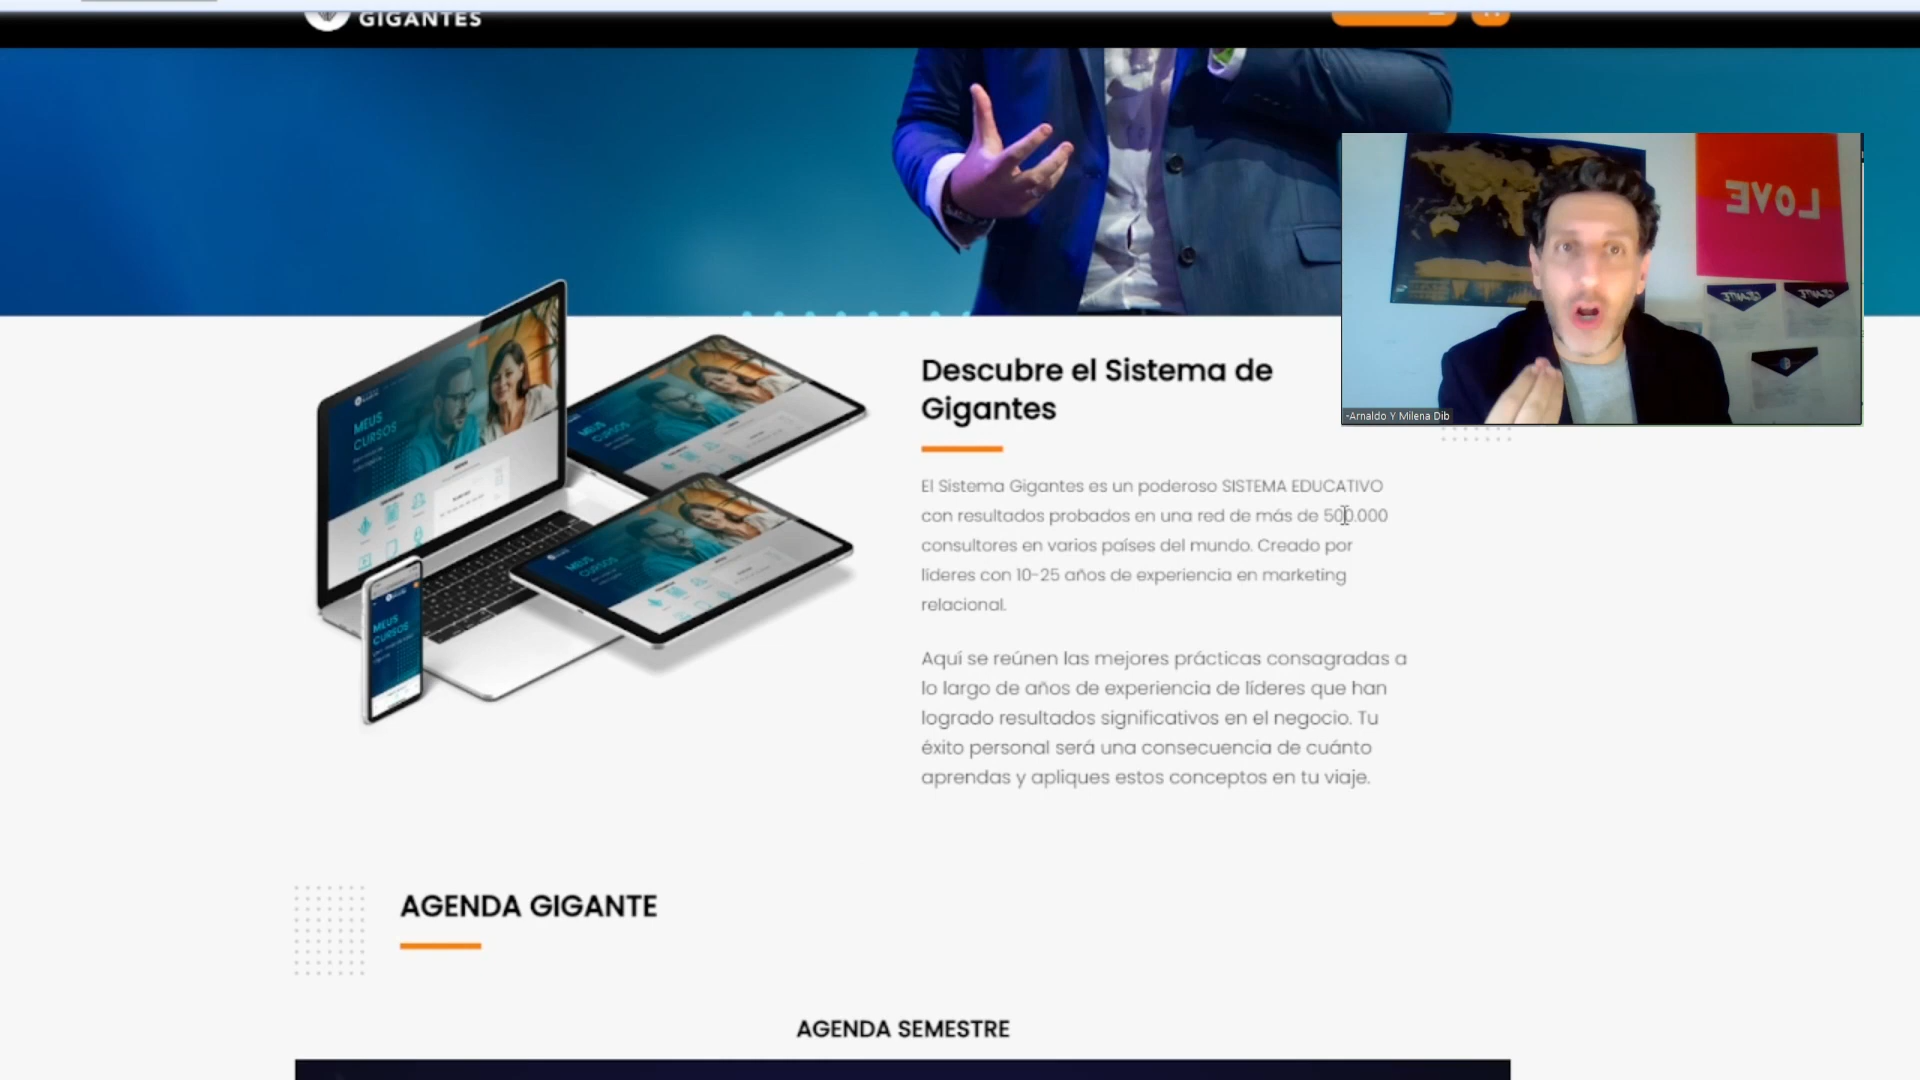 GIGANTES
LOVE
-Arnaldo Y Milena Dib
MEUS
CURSOS
MEUS
CURSOS
Descubre el Sistema de
Gigantes
El Sistema Gigantes es un poderoso SISTEMA EDUCATIVO
con resultados probados en una red de más de 500.000
consultores en varios países del mundo. Creado por
líderes con 10-25 años de experiencia en marketing
relacional.
Aquí se reúnen las mejores prácticas consagradas a
lo largo de años de experiencia de líderes que han
logrado resultados significativos en el negocio. Tu
éxito personal será una consecuencia de cuánto
aprendas y apliques estos conceptos en tu viaje.
AGENDA GIGANTE
AGENDA SEMESTRE